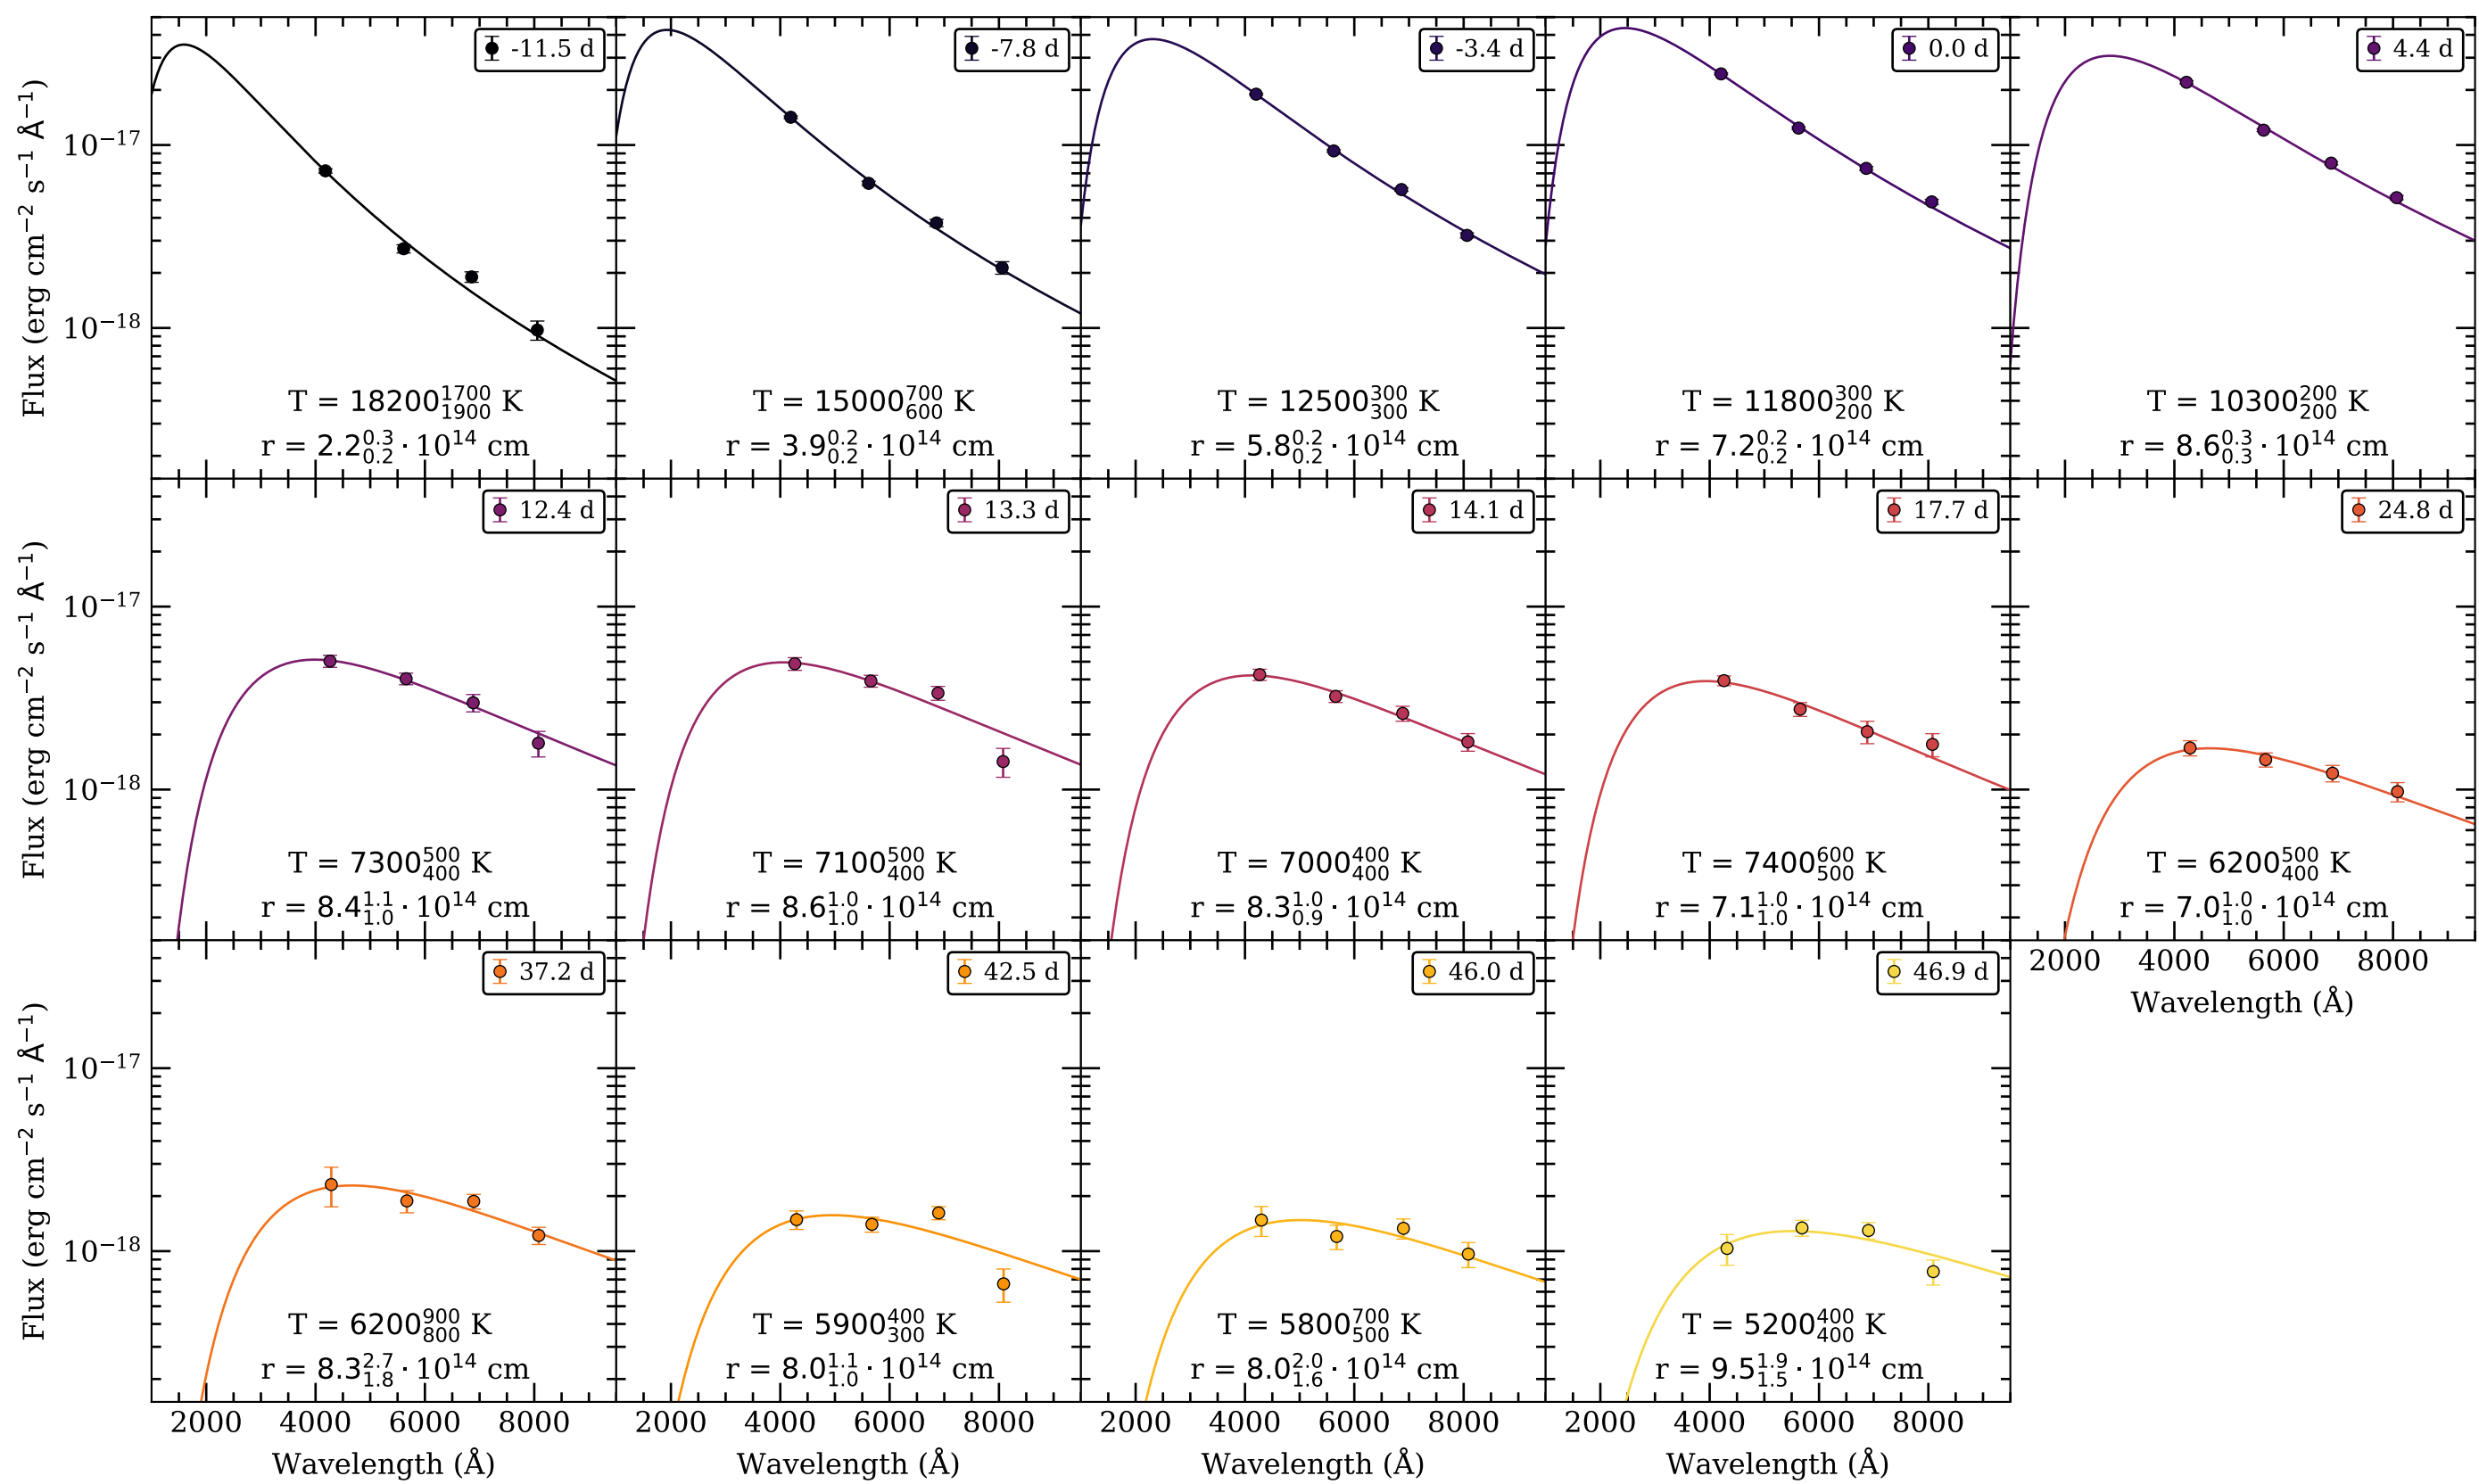 -11.5 d
-7.8 d
-3.4 d
0.0 d
4.4 d
Flux (erg cm⁻² s⁻¹ Å⁻¹)
10⁻¹⁷
10⁻¹⁸
T = 18200¹⁷⁰⁰₁₉₀₀ K
r = 2.2⁰·³₀.₂ · 10¹⁴ cm
T = 15000⁷⁰⁰₆₀₀ K
r = 3.9⁰·²₀.₂ · 10¹⁴ cm
T = 12500³⁰⁰₃₀₀ K
r = 5.8⁰·²₀.₂ · 10¹⁴ cm
T = 11800³⁰⁰₂₀₀ K
r = 7.2⁰·²₀.₂ · 10¹⁴ cm
T = 10300²⁰⁰₂₀₀ K
r = 8.6⁰·³₀.₃ · 10¹⁴ cm
12.4 d
13.3 d
14.1 d
17.7 d
24.8 d
Flux (erg cm⁻² s⁻¹ Å⁻¹)
10⁻¹⁷
10⁻¹⁸
T = 7300⁵⁰⁰₄₀₀ K
r = 8.4¹·¹₁.₀ · 10¹⁴ cm
T = 7100⁵⁰⁰₄₀₀ K
r = 8.6¹·⁰₁.₀ · 10¹⁴ cm
T = 7000⁴⁰⁰₄₀₀ K
r = 8.3¹·⁰₀.₉ · 10¹⁴ cm
T = 7400⁶⁰⁰₅₀₀ K
r = 7.1¹·⁰₁.₀ · 10¹⁴ cm
T = 6200⁵⁰⁰₄₀₀ K
r = 7.0¹·⁰₁.₀ · 10¹⁴ cm
2000 4000 6000 8000
Wavelength (Å)
37.2 d
42.5 d
46.0 d
46.9 d
Flux (erg cm⁻² s⁻¹ Å⁻¹)
10⁻¹⁷
10⁻¹⁸
T = 6200⁹⁰⁰₈₀₀ K
r = 8.3²·⁷₁.₈ · 10¹⁴ cm
T = 5900⁴⁰⁰₃₀₀ K
r = 8.0¹·¹₁.₀ · 10¹⁴ cm
T = 5800⁷⁰⁰₅₀₀ K
r = 8.0²·⁰₁.₆ · 10¹⁴ cm
T = 5200⁴⁰⁰₄₀₀ K
r = 9.5¹·⁹₁.₅ · 10¹⁴ cm
2000 4000 6000 8000
2000 4000 6000 8000
2000 4000 6000 8000
2000 4000 6000 8000
Wavelength (Å)
Wavelength (Å)
Wavelength (Å)
Wavelength (Å)